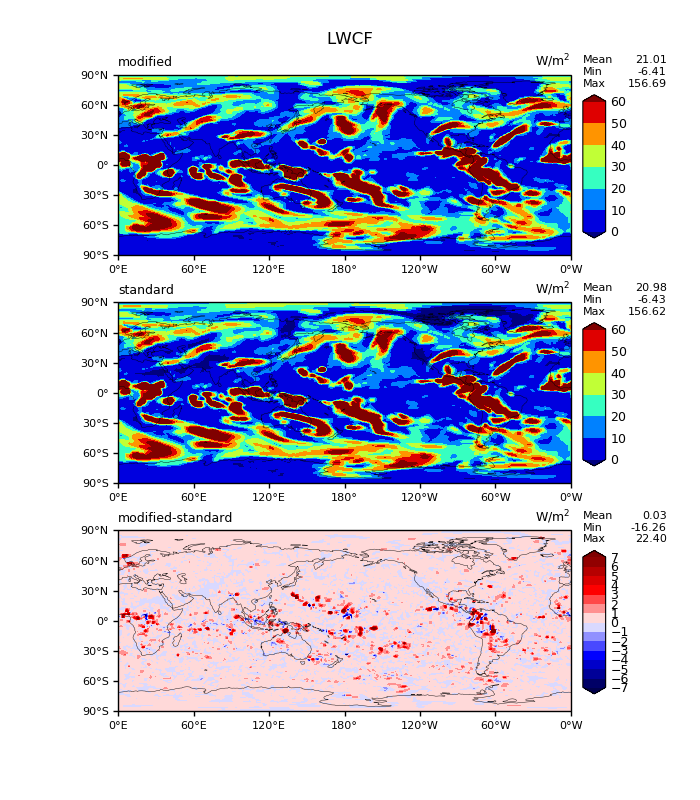 LWCF
modified W/m²
Mean 21.01
Min -6.41
Max 156.69
90°N
60°N
30°N
0°
30°S
60°S
90°S
0°E 60°E 120°E 180° 120°W 60°W 0°W
60
50
40
30
20
10
0
standard W/m²
Mean 20.98
Min -6.43
Max 156.62
90°N
60°N
30°N
0°
30°S
60°S
90°S
0°E 60°E 120°E 180° 120°W 60°W 0°W
60
50
40
30
20
10
0
modified-standard W/m²
Mean 0.03
Min -16.26
Max 22.40
90°N
60°N
30°N
0°
30°S
60°S
90°S
0°E 60°E 120°E 180° 120°W 60°W 0°W
7
6
5
4
3
2
1
0
−1
−2
−3
−4
−5
−6
−7